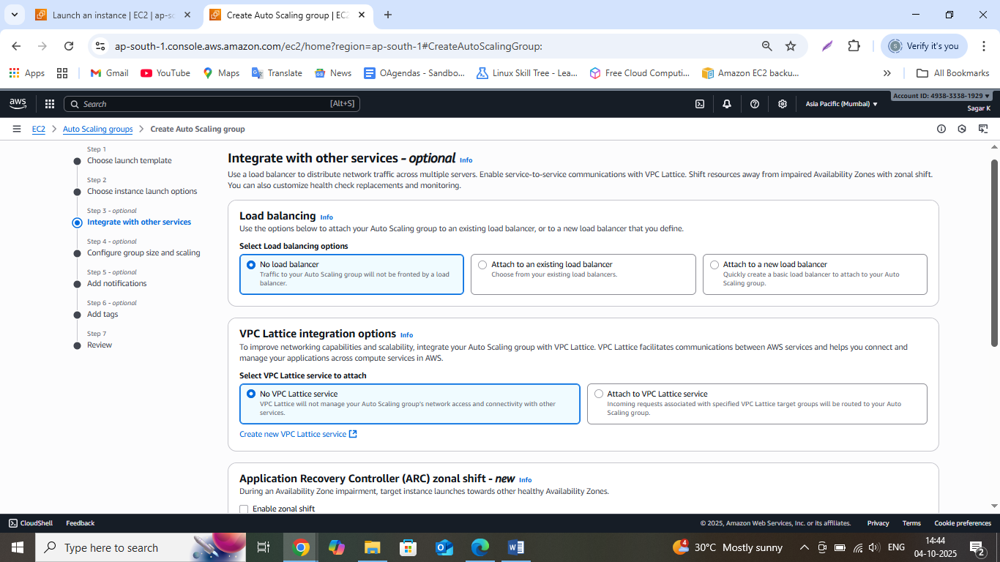 Launch an instance | EC2 | ap-sc
Create Auto Scaling group | EC2
ap-south-1.console.aws.amazon.com/ec2/home?region=ap-south-1#CreateAutoScalingGroup:
Verify it's you
Apps
Gmail
YouTube
Maps
Translate
News
OAgendas - Sandbo...
Linux Skill Tree - Lea...
Free Cloud Computi...
Amazon EC2 backu...
All Bookmarks
aws
Search
[Alt+S]
Asia Pacific (Mumbai)
Account ID: 4938-3338-1929
Sagar K
EC2 > Auto Scaling groups > Create Auto Scaling group
Step 1
Choose launch template
Step 2
Choose instance launch options
Step 3 - optional
Integrate with other services
Step 4 - optional
Configure group size and scaling
Step 5 - optional
Add notifications
Step 6 - optional
Add tags
Step 7
Review
Integrate with other services - optional Info
Use a load balancer to distribute network traffic across multiple servers. Enable service-to-service communications with VPC Lattice. Shift resources away from impaired Availability Zones with zonal shift.
You can also customize health check replacements and monitoring.
Load balancing Info
Use the options below to attach your Auto Scaling group to an existing load balancer, or to a new load balancer that you define.
Select Load balancing options
No load balancer
Traffic to your Auto Scaling group will not be fronted by a load
balancer.
Attach to an existing load balancer
Choose from your existing load balancers.
Attach to a new load balancer
Quickly create a basic load balancer to attach to your Auto
Scaling group.
VPC Lattice integration options Info
To improve networking capabilities and scalability, integrate your Auto Scaling group with VPC Lattice. VPC Lattice facilitates communications between AWS services and helps you connect and
manage your applications across compute services in AWS.
Select VPC Lattice service to attach
No VPC Lattice service
VPC Lattice will not manage your Auto Scaling group's network access and connectivity with other
services.
Attach to VPC Lattice service
Incoming requests associated with specified VPC Lattice target groups will be routed to your Auto
Scaling group.
Create new VPC Lattice service
Application Recovery Controller (ARC) zonal shift - new Info
During an Availability Zone impairment, target instance launches towards other healthy Availability Zones.
Enable zonal shift
CloudShell
Feedback
© 2025, Amazon Web Services, Inc. or its affiliates.
Privacy
Terms
Cookie preferences
Type here to search
30°C Mostly sunny
ENG
14:44
04-10-2025
2